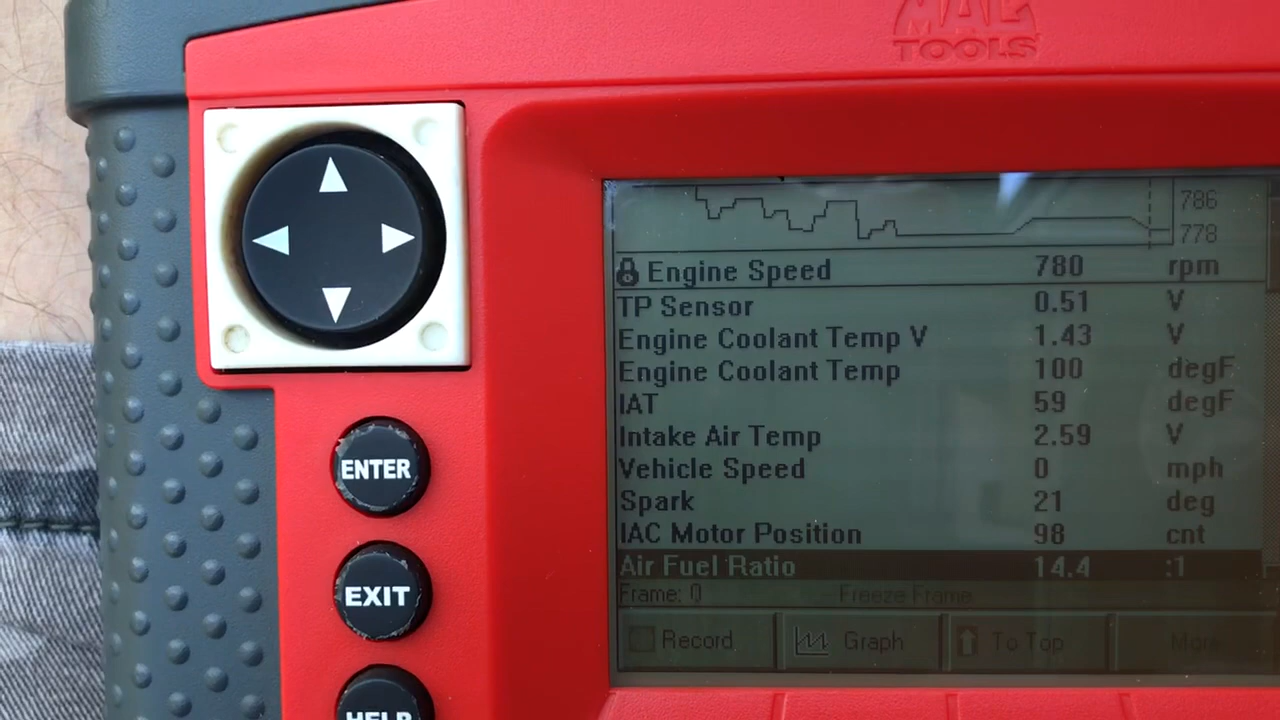 MAC
TOOLS
786
778
Engine Speed 780 rpm
TP Sensor 0.51 V
Engine Coolant Temp V 1.43 V
Engine Coolant Temp 100 degF
IAT 59 degF
Intake Air Temp 2.59 V
Vehicle Speed 0 mph
Spark 21 deg
IAC Motor Position 98 cnt
Air Fuel Ratio 14.4 :1
Frame: 0 Freeze Frame
Record Graph To Top More
ENTER
EXIT
HELP